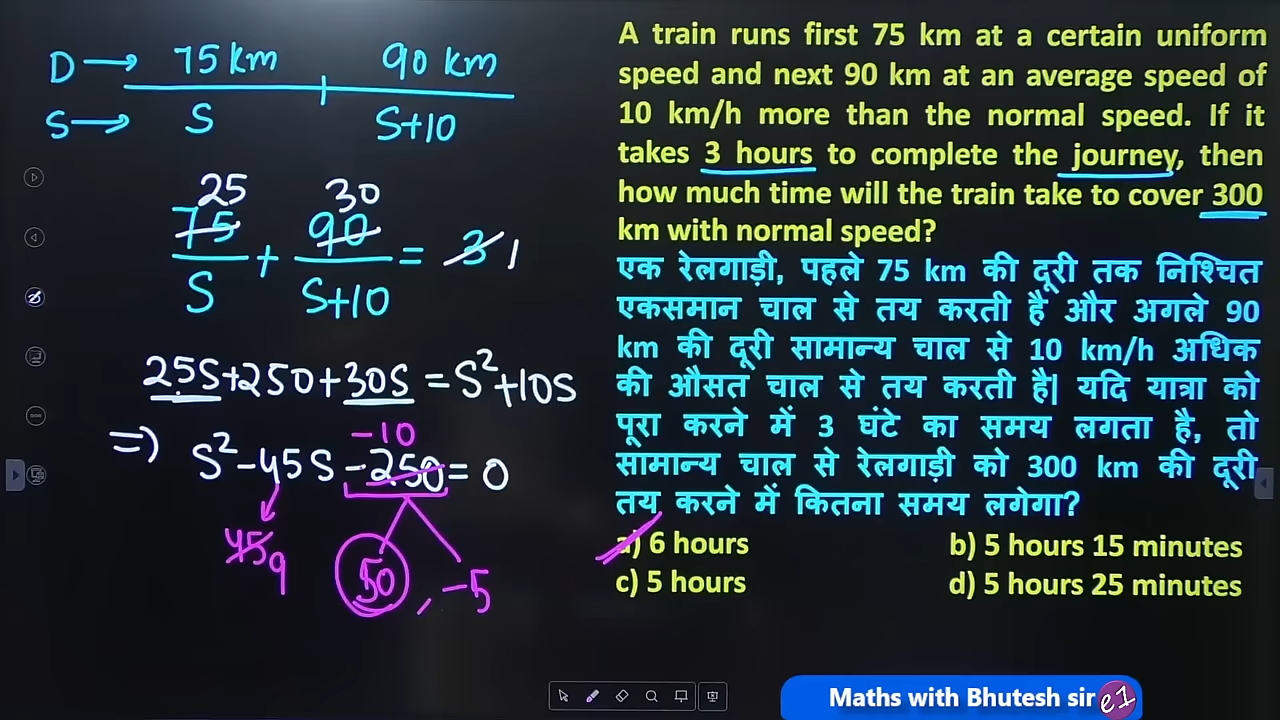 D → 75 km 90 km
S → S S+10
25 30
75/S + 90/S+10 = 3 1
25S+250+30S = S²+10S
-10
=> S²-45S-250=0
45 9
50, -5
A train runs first 75 km at a certain uniform
speed and next 90 km at an average speed of
10 km/h more than the normal speed. If it
takes 3 hours to complete the journey, then
how much time will the train take to cover 300
km with normal speed?
एक रेलगाड़ी, पहले 75 km की दूरी तक निश्चित
एकसमान चाल से तय करती है और अगले 90
km की दूरी सामान्य चाल से 10 km/h अधिक
की औसत चाल से तय करती है| यदि यात्रा को
पूरा करने में 3 घंटे का समय लगता है, तो
सामान्य चाल से रेलगाड़ी को 300 km की दूरी
तय करने में कितना समय लगेगा?
a) 6 hours b) 5 hours 15 minutes
c) 5 hours d) 5 hours 25 minutes
Maths with Bhutesh sir e1